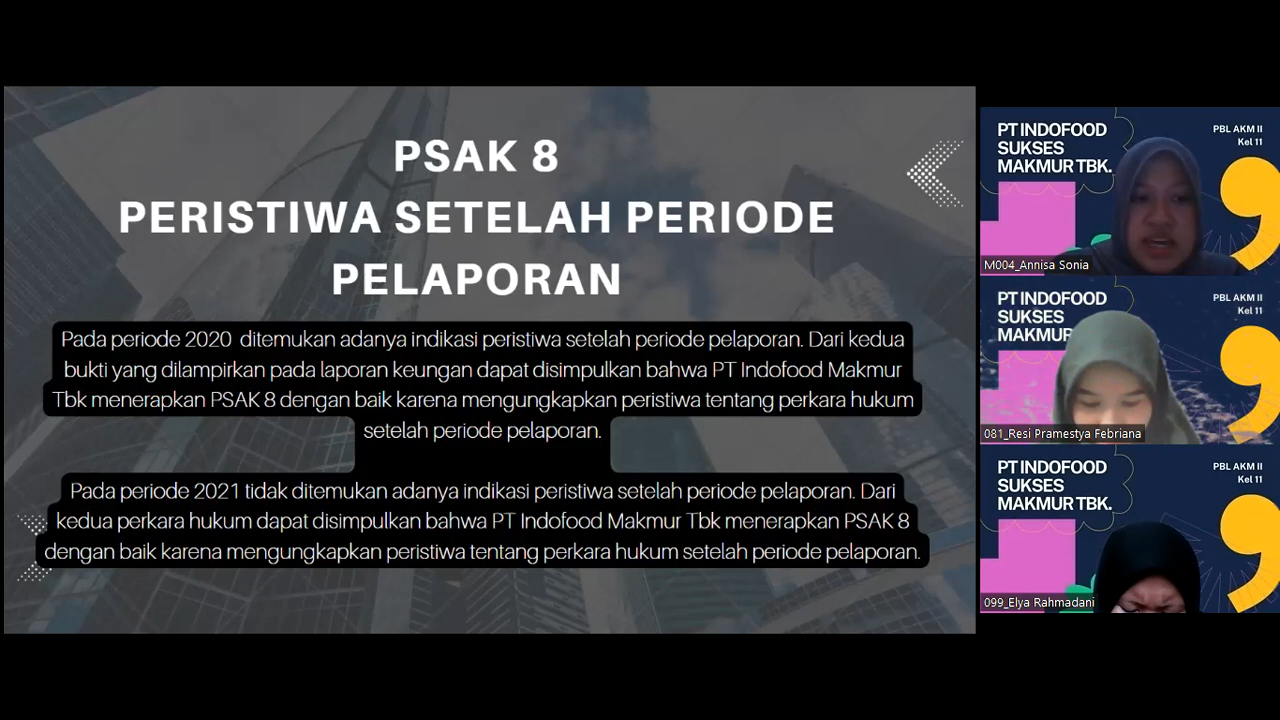 PSAK 8
PERISTIWA SETELAH PERIODE
PELAPORAN
Pada periode 2020 ditemukan adanya indikasi peristiwa setelah periode pelaporan. Dari kedua
bukti yang dilampirkan pada laporan keungan dapat disimpulkan bahwa PT Indofood Makmur
Tbk menerapkan PSAK 8 dengan baik karena mengungkapkan peristiwa tentang perkara hukum
setelah periode pelaporan.
Pada periode 2021 tidak ditemukan adanya indikasi peristiwa setelah periode pelaporan. Dari
kedua perkara hukum dapat disimpulkan bahwa PT Indofood Makmur Tbk menerapkan PSAK 8
dengan baik karena mengungkapkan peristiwa tentang perkara hukum setelah periode pelaporan.
PT INDOFOOD
SUKSES
MAKMUR TBK.
PBL AKM II
Kel 11
M004_Annisa Sonia
PT INDOFOOD
SUKSES
MAKMUR
PBL AKM II
Kel 11
081_Resi Pramestya Febriana
PT INDOFOOD
SUKSES
MAKMUR TBK.
PBL AKM II
Kel 11
099_Elya Rahmadani